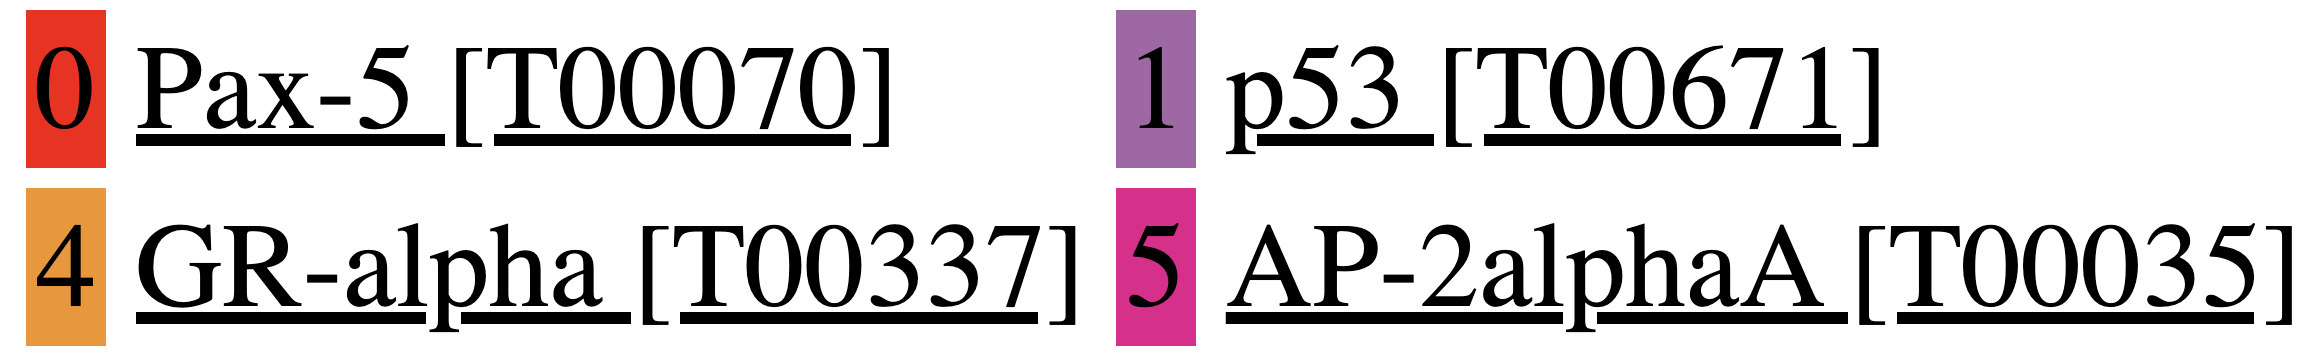 0 Pax-5 [T00070] 1 p53 [T00671]
4 GR-alpha [T00337] 5 AP-2alphaA [T00035]